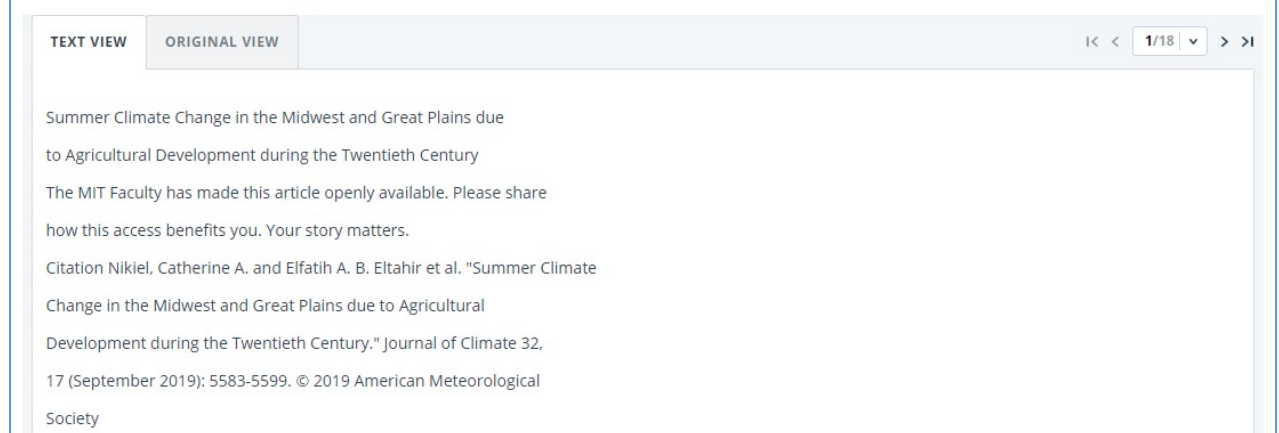 TEXT VIEW ORIGINAL VIEW 1/18
Summer Climate Change in the Midwest and Great Plains due
to Agricultural Development during the Twentieth Century
The MIT Faculty has made this article openly available. Please share
how this access benefits you. Your story matters.
Citation Nikiel, Catherine A. and Elfatih A. B. Eltahir et al. "Summer Climate
Change in the Midwest and Great Plains due to Agricultural
Development during the Twentieth Century." Journal of Climate 32,
17 (September 2019): 5583-5599. © 2019 American Meteorological
Society